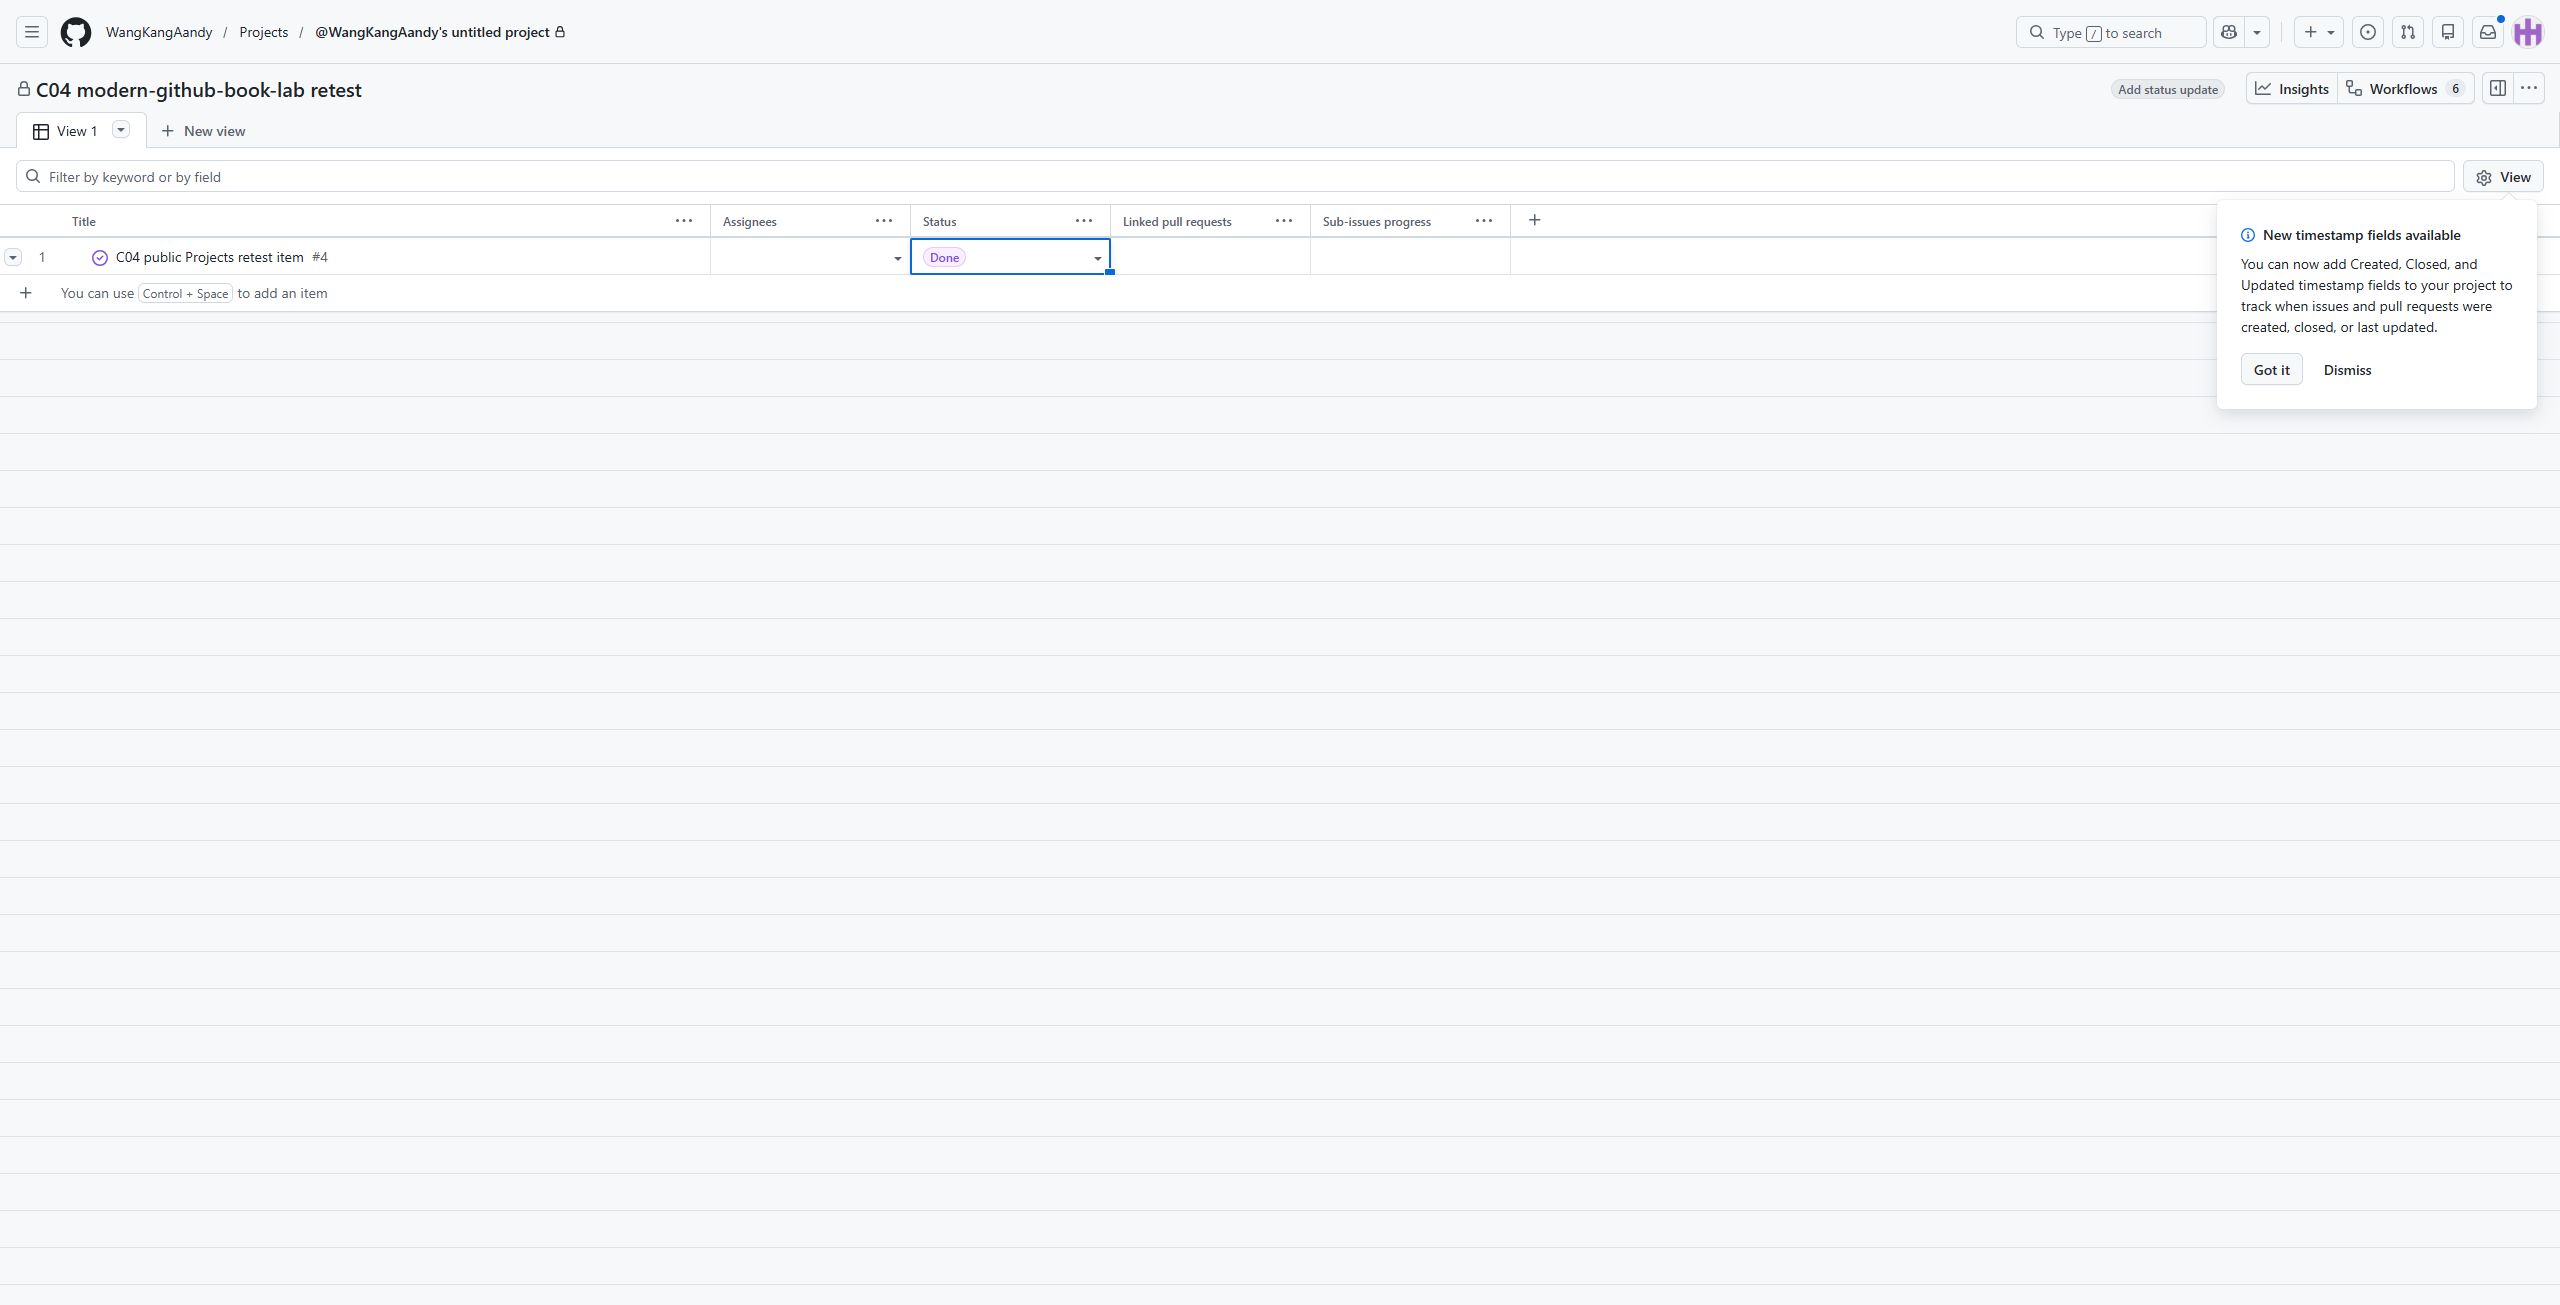 WangKangAandy / Projects / @WangKangAandy's untitled project
Type / to search
C04 modern-github-book-lab retest
Add status update
Insights
Workflows 6
View 1
New view
Filter by keyword or by field
View
Title
Assignees
Status
Linked pull requests
Sub-issues progress
1 C04 public Projects retest item #4
Done
You can use Control + Space to add an item
New timestamp fields available
You can now add Created, Closed, and
Updated timestamp fields to your project to
track when issues and pull requests were
created, closed, or last updated.
Got it
Dismiss